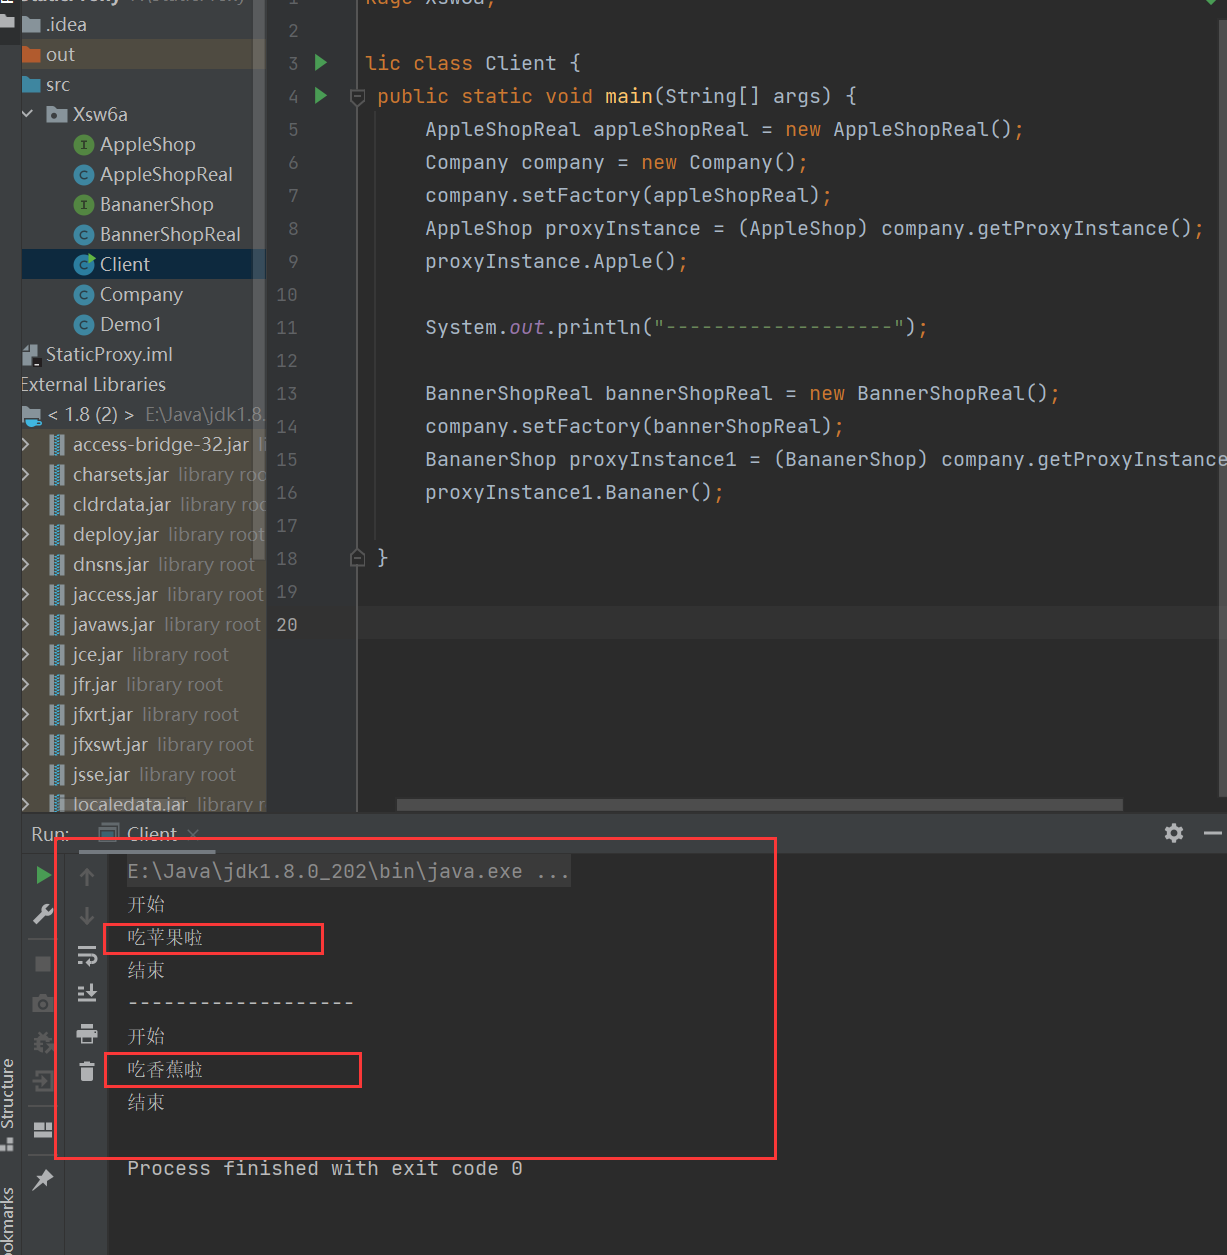 .idea
out
src
Xsw6a
AppleShop
AppleShopReal
BananerShop
BannerShopReal
Client
Company
Demo1
StaticProxy.iml
External Libraries
< 1.8 (2) > E:\Java\jdk1.8.
access-bridge-32.jar
charsets.jar library roo
cldrdata.jar library roo
deploy.jar library root
dnsns.jar library root
jaccess.jar library root
javaws.jar library root
jce.jar library root
jfr.jar library root
jfxrt.jar library root
jfxswt.jar library root
jsse.jar library root
localedata.jar library r
2
3 lic class Client {
4 public static void main(String[] args) {
5 AppleShopReal appleShopReal = new AppleShopReal();
6 Company company = new Company();
7 company.setFactory(appleShopReal);
8 AppleShop proxyInstance = (AppleShop) company.getProxyInstance();
9 proxyInstance.Apple();
10
11 System.out.println("-------------------");
12
13 BannerShopReal bannerShopReal = new BannerShopReal();
14 company.setFactory(bannerShopReal);
15 BananerShop proxyInstance1 = (BananerShop) company.getProxyInstance
16 proxyInstance1.Bananer();
17
18 }
19
20
Run: Client
E:\Java\jdk1.8.0_202\bin\java.exe ...
开始
吃苹果啦
结束
-------------------
开始
吃香蕉啦
结束
Process finished with exit code 0
Structure
okmarks